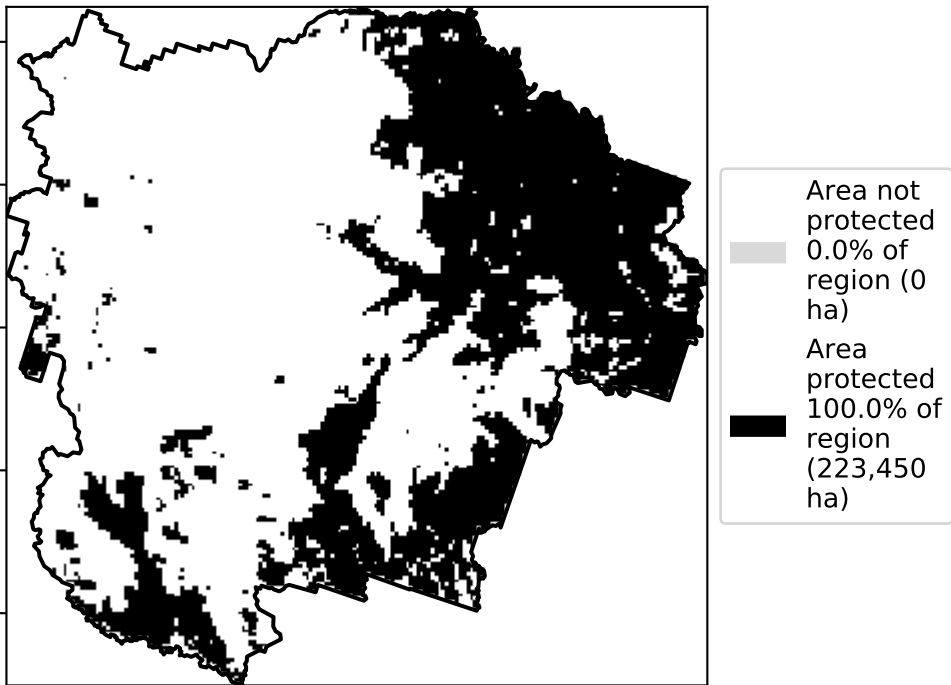 Area not
protected
0.0% of
region (0
ha)
Area
protected
100.0% of
region
(223,450
ha)